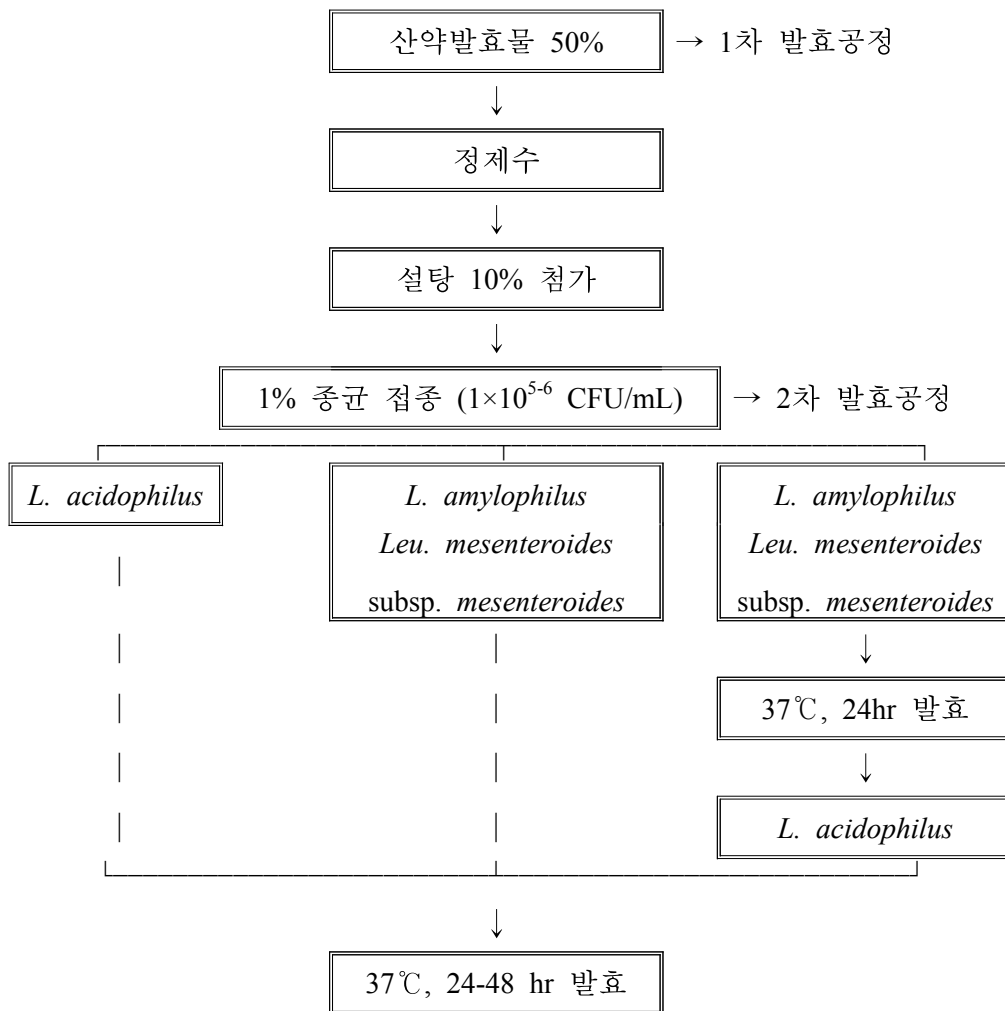 산약발효물 50% → 1차 발효공정
↓
정제수
↓
설탕 10% 첨가
↓
1% 종균 접종 (1×10⁵⁻⁶ CFU/mL) → 2차 발효공정
L. acidophilus
L. amylophilus
Leu. mesenteroides
subsp. mesenteroides
L. amylophilus
Leu. mesenteroides
subsp. mesenteroides
↓
37℃, 24hr 발효
↓
L. acidophilus
↓
37℃, 24-48 hr 발효